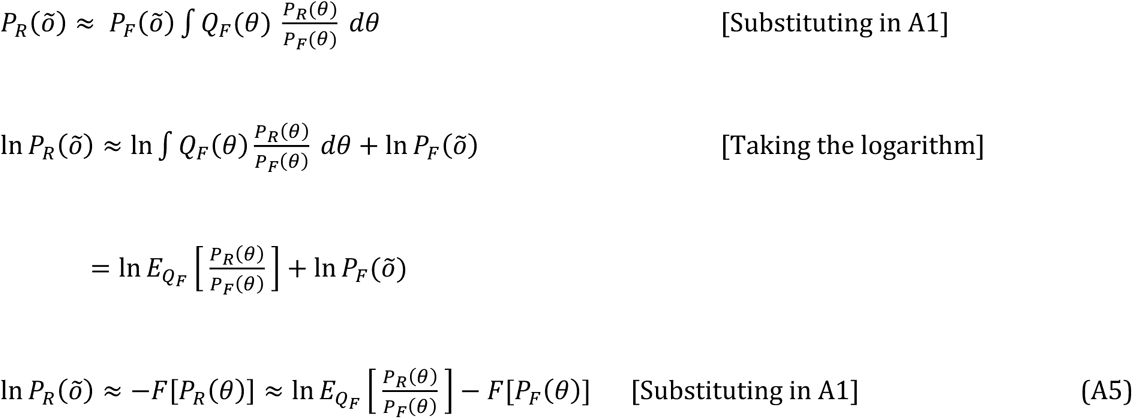 P_R(õ) ≈ P_F(õ) ∫ Q_F(θ) P_R(θ)/P_F(θ) dθ [Substituting in A1]
ln P_R(õ) ≈ ln ∫ Q_F(θ) P_R(θ)/P_F(θ) dθ + ln P_F(õ) [Taking the logarithm]
= ln E_{Q_F} [P_R(θ)/P_F(θ)] + ln P_F(õ)
ln P_R(õ) ≈ −F[P_R(θ)] ≈ ln E_{Q_F} [P_R(θ)/P_F(θ)] − F[P_F(θ)] [Substituting in A1] (A5)